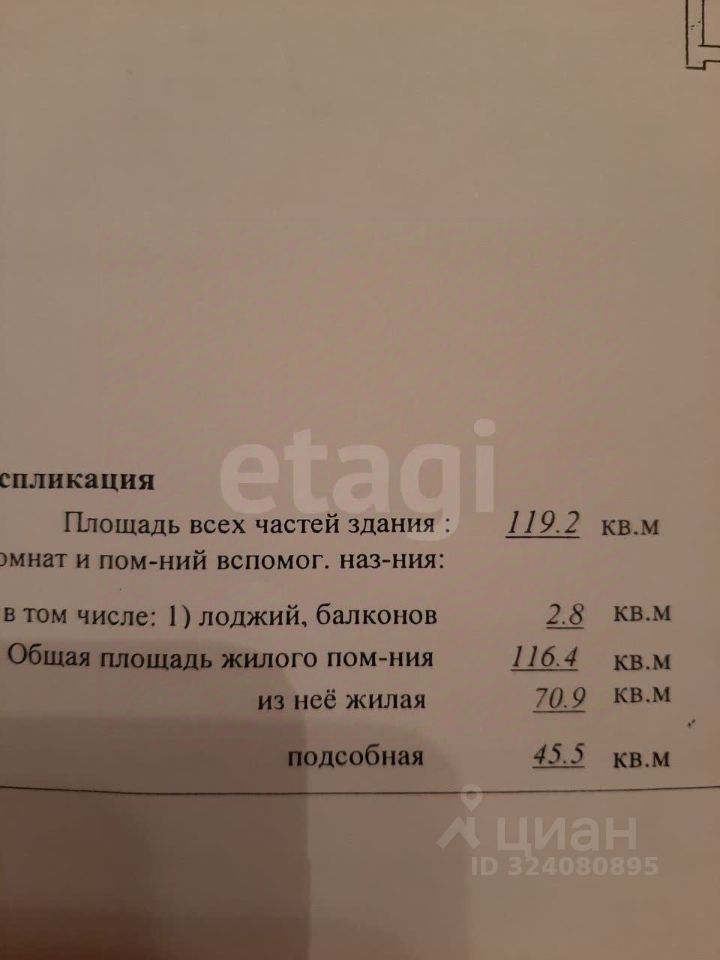 etagi
спликация
Площадь всех частей здания : 119.2 кв.м
омнат и пом-ний вспомог. наз-ния:
в том числе: 1) лоджий, балконов 2.8 кв.м
Общая площадь жилого пом-ния 116.4 кв.м
из неё жилая 70.9 кв.м
подсобная 45.5 кв.м
циан
ID 324080895